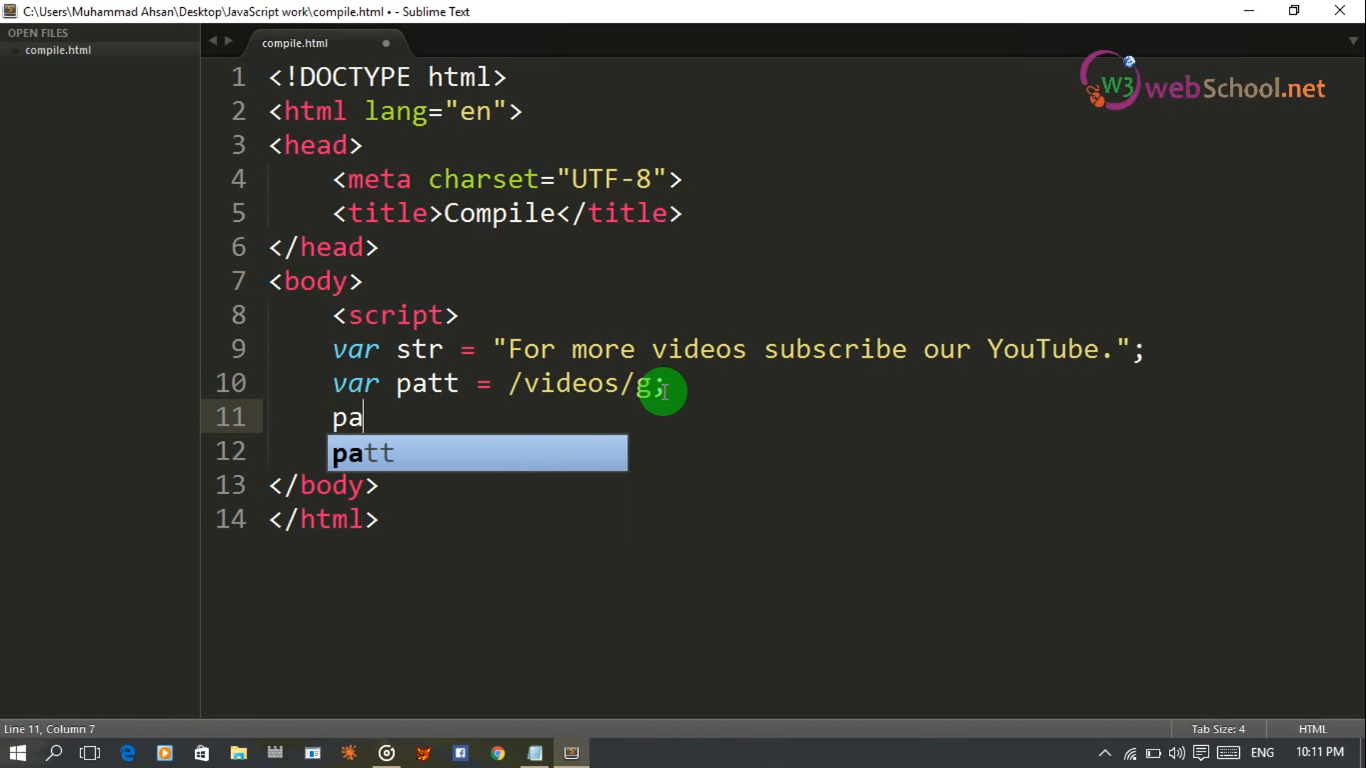 C:\Users\Muhammad Ahsan\Desktop\JavaScript work\compile.html • - Sublime Text
OPEN FILES
compile.html
compile.html
W3 webSchool.net
1 <!DOCTYPE html>
2 <html lang="en">
3 <head>
4 <meta charset="UTF-8">
5 <title>Compile</title>
6 </head>
7 <body>
8 <script>
9 var str = "For more videos subscribe our YouTube.";
10 var patt = /videos/g;
11 pa
patt
12
13 </body>
14 </html>
Line 11, Column 7
Tab Size: 4
HTML
ENG
10:11 PM